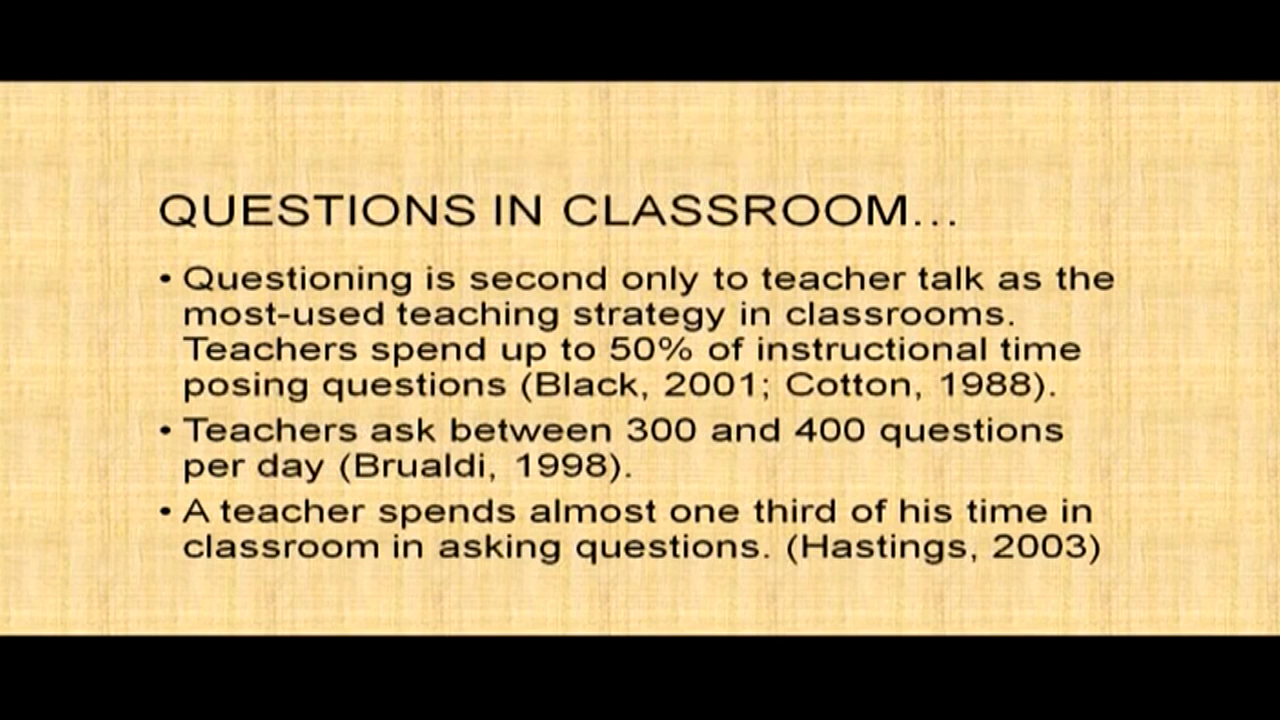 QUESTIONS IN CLASSROOM...
• Questioning is second only to teacher talk as the
most-used teaching strategy in classrooms.
Teachers spend up to 50% of instructional time
posing questions (Black, 2001; Cotton, 1988).
• Teachers ask between 300 and 400 questions
per day (Brualdi, 1998).
• A teacher spends almost one third of his time in
classroom in asking questions. (Hastings, 2003)